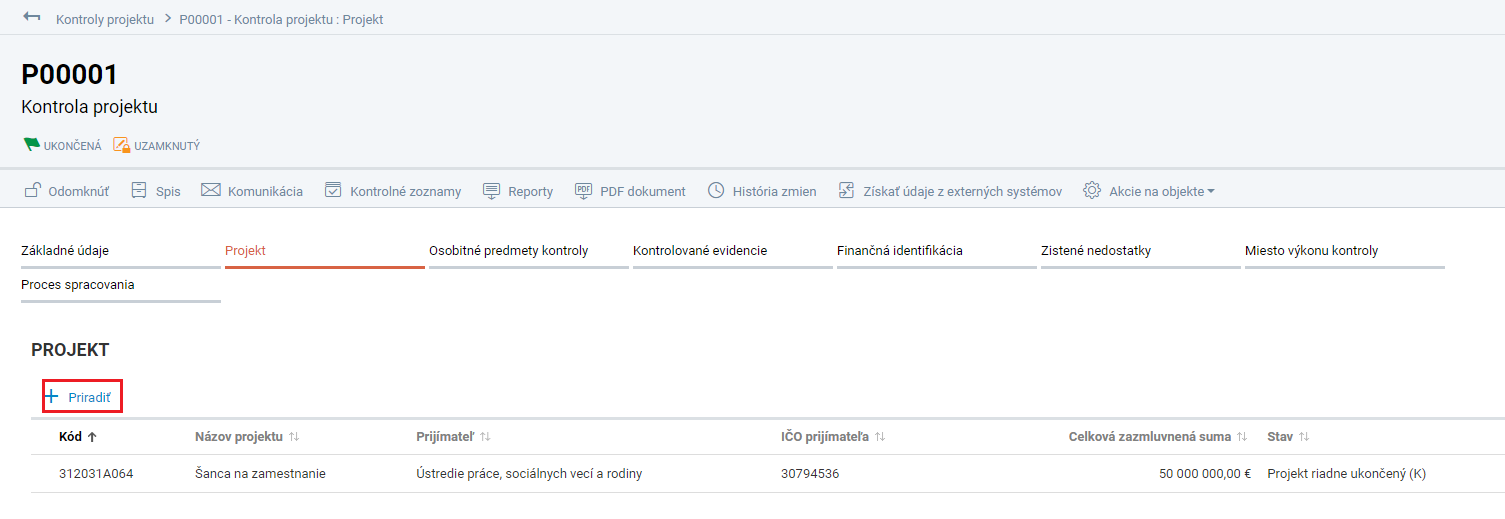 Kontroly projektu > P00001 - Kontrola projektu : Projekt
P00001
Kontrola projektu
UKONČENÁ UZAMKNUTÝ
Odomknúť Spis Komunikácia Kontrolné zoznamy Reporty PDF dokument História zmien Získať údaje z externých systémov Akcie na objekte
Základné údaje Projekt Osobitné predmety kontroly Kontrolované evidencie Finančná identifikácia Zistené nedostatky Miesto výkonu kontroly
Proces spracovania
PROJEKT
+ Priradiť
Kód Názov projektu Prijímateľ IČO prijímateľa Celková zazmluvnená suma Stav
312031A064 Šanca na zamestnanie Ústredie práce, sociálnych vecí a rodiny 30794536 50 000 000,00 € Projekt riadne ukončený (K)